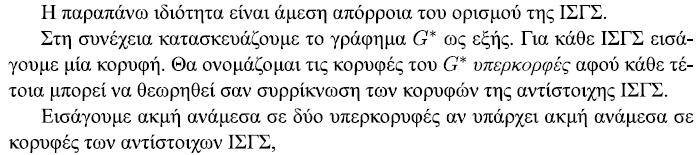 Η παραπάνω ιδιότητα είναι άμεση απόρροια του ορισμού της ΙΣΓΣ.
Στη συνέχεια κατασκευάζουμε το γράφημα G* ως εξής. Για κάθε ΙΣΓΣ εισά-
γουμε μία κορυφή. Θα ονομάζομαι τις κορυφές του G* υπερκορφές αφού κάθε τέ-
τοια μπορεί να θεωρηθεί σαν συρρίκνωση των κορυφών της αντίστοιχης ΙΣΓΣ.
Εισάγουμε ακμή ανάμεσα σε δύο υπερκορυφές αν υπάρχει ακμή ανάμεσα σε
κορυφές των αντίστοιχων ΙΣΓΣ,